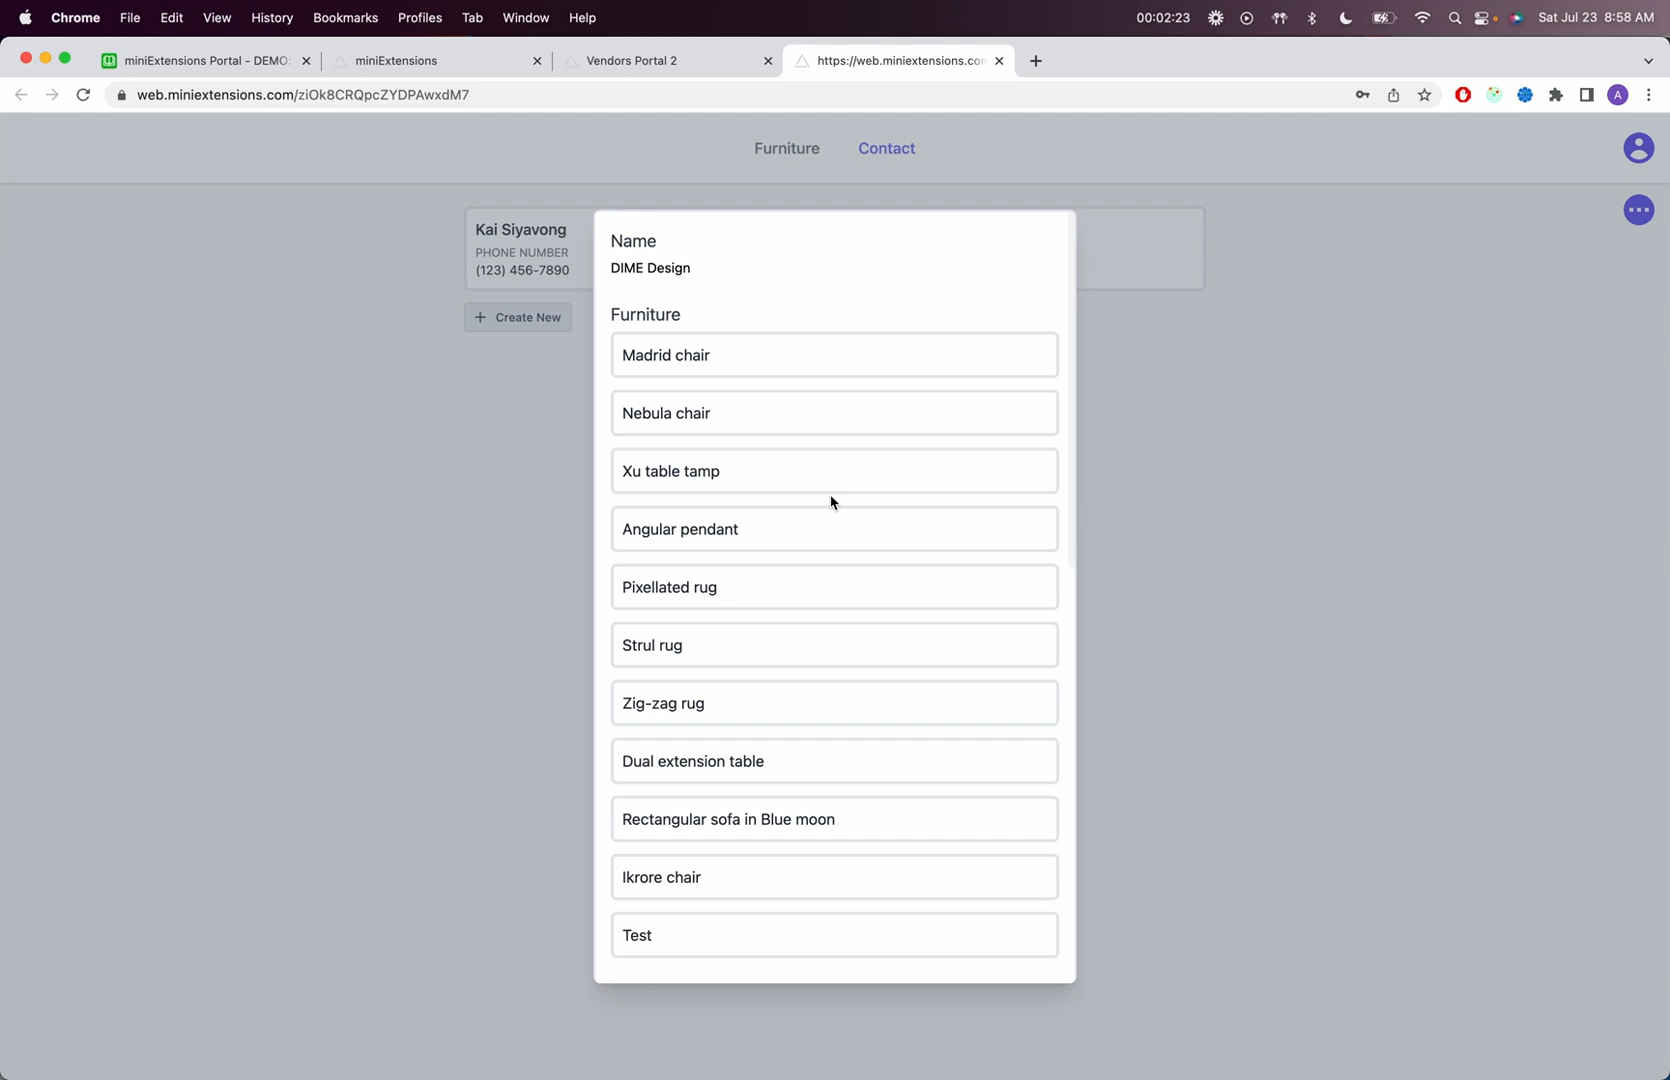 Chrome File Edit View History Bookmarks Profiles Tab Window Help 00:02:23 Sat Jul 23 8:58 AM
miniExtensions Portal - DEMO: miniExtensions Vendors Portal 2 https://web.miniextensions.con
web.miniextensions.com/ziOk8CRQpcZYDPAwxdM7 A
Furniture Contact
Kai Siyavong
PHONE NUMBER
(123) 456-7890
Create New
Name
DIME Design
Furniture
Madrid chair
Nebula chair
Xu table tamp
Angular pendant
Pixellated rug
Strul rug
Zig-zag rug
Dual extension table
Rectangular sofa in Blue moon
Ikrore chair
Test